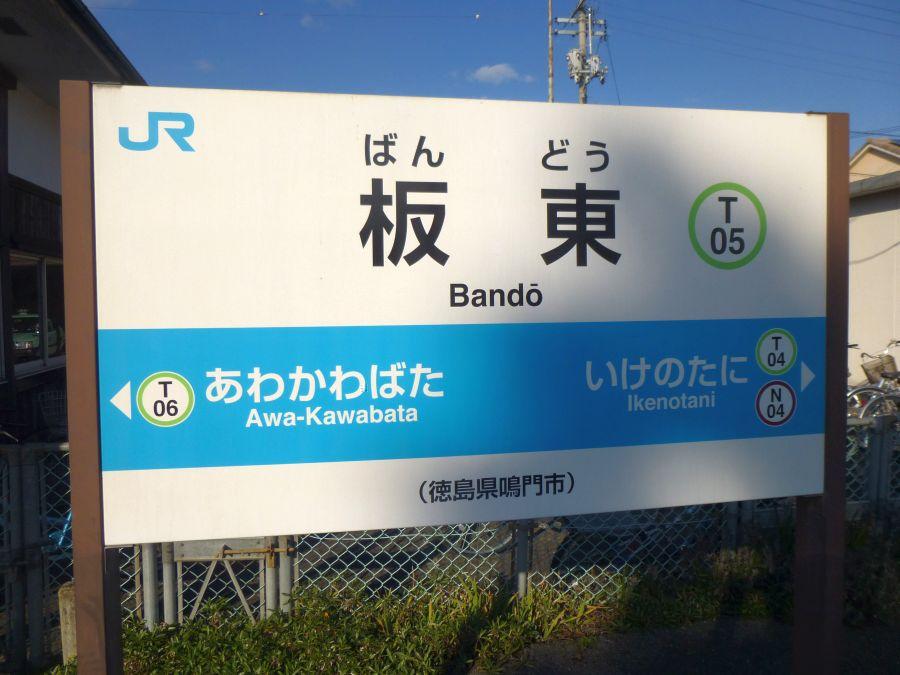 JR
ばんどう
板東
T
05
Bandō
T
06
あわかわばた
Awa-Kawabata
いけのたに
Ikenotani
T
04
N
04
（徳島県鳴門市）